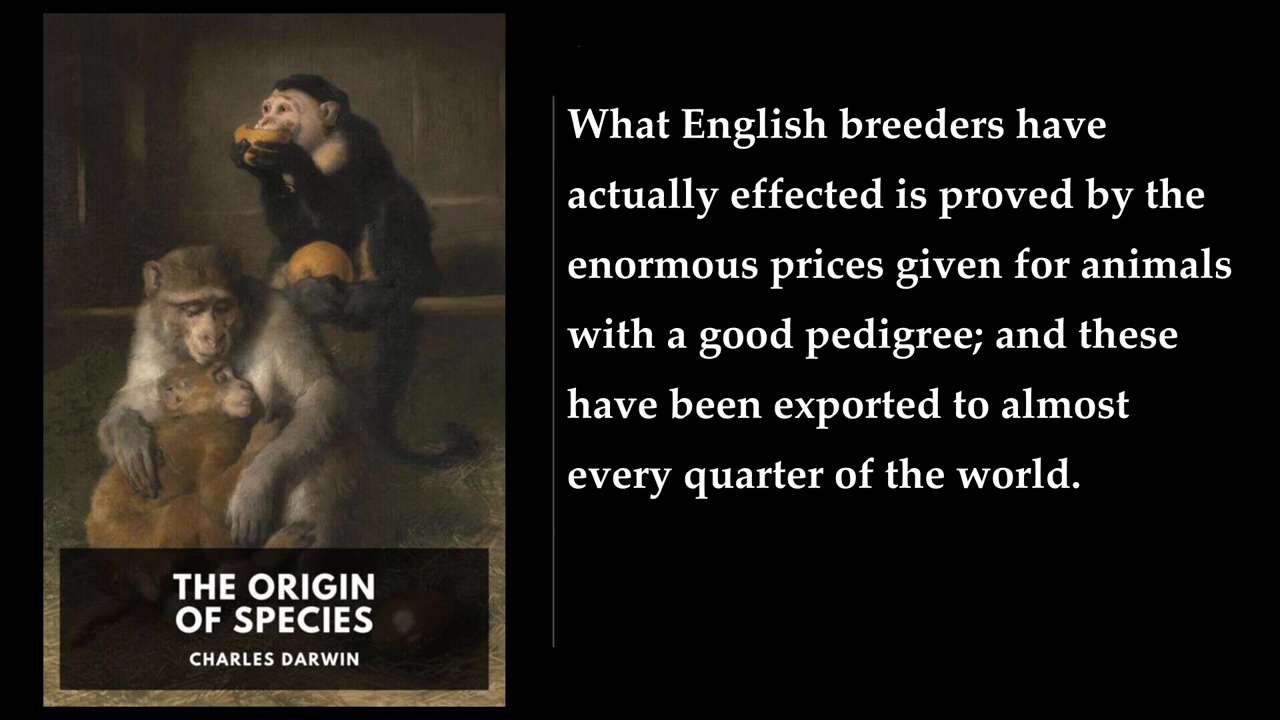 THE ORIGIN
OF SPECIES
CHARLES DARWIN
What English breeders have
actually effected is proved by the
enormous prices given for animals
with a good pedigree; and these
have been exported to almost
every quarter of the world.